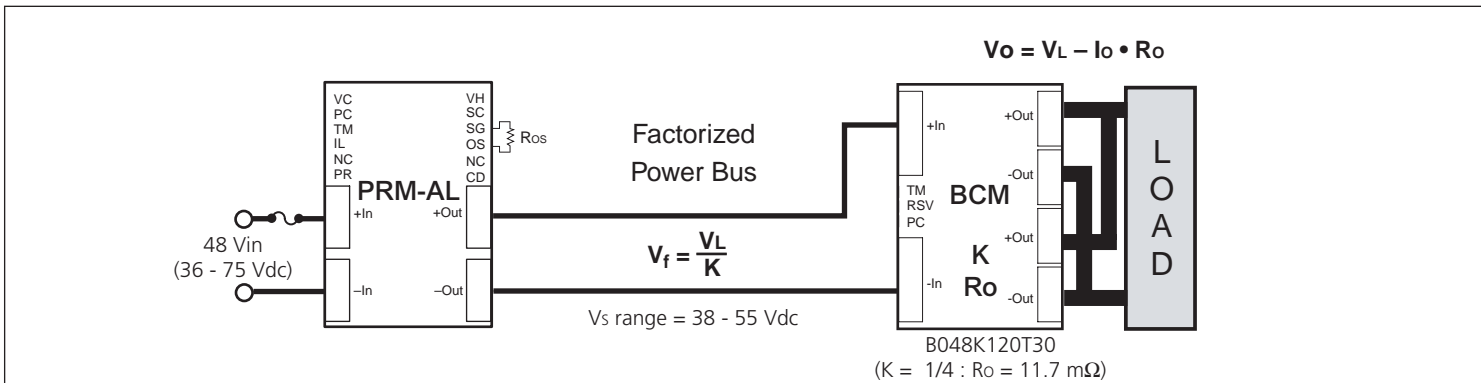 Vo = VL – Io • Ro
VC
PC
TM
IL
NC
PR
VH
SC
SG
OS
NC
CD
ROS
PRM-AL
+In
–In
+Out
–Out
48 Vin
(36 - 75 Vdc)
Factorized
Power Bus
Vf = VL
K
Vs range = 38 - 55 Vdc
+In
TM
RSV
PC
-In
BCM
K
Ro
+Out
-Out
+Out
-Out
L
O
A
D
B048K120T30
(K = 1/4 : Ro = 11.7 mΩ)